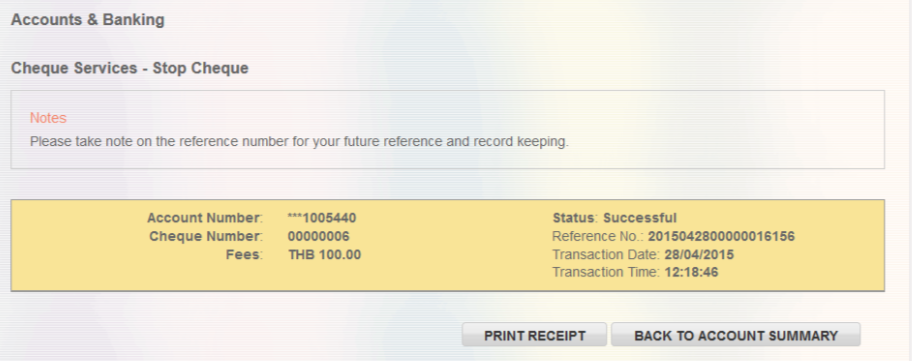 Accounts & Banking
Cheque Services - Stop Cheque
Notes
Please take note on the reference number for your future reference and record keeping.
Account Number: ***1005440 Status: Successful
Cheque Number: 00000006 Reference No.: 2015042800000016156
Fees: THB 100.00 Transaction Date: 28/04/2015
Transaction Time: 12:18:46
PRINT RECEIPT BACK TO ACCOUNT SUMMARY